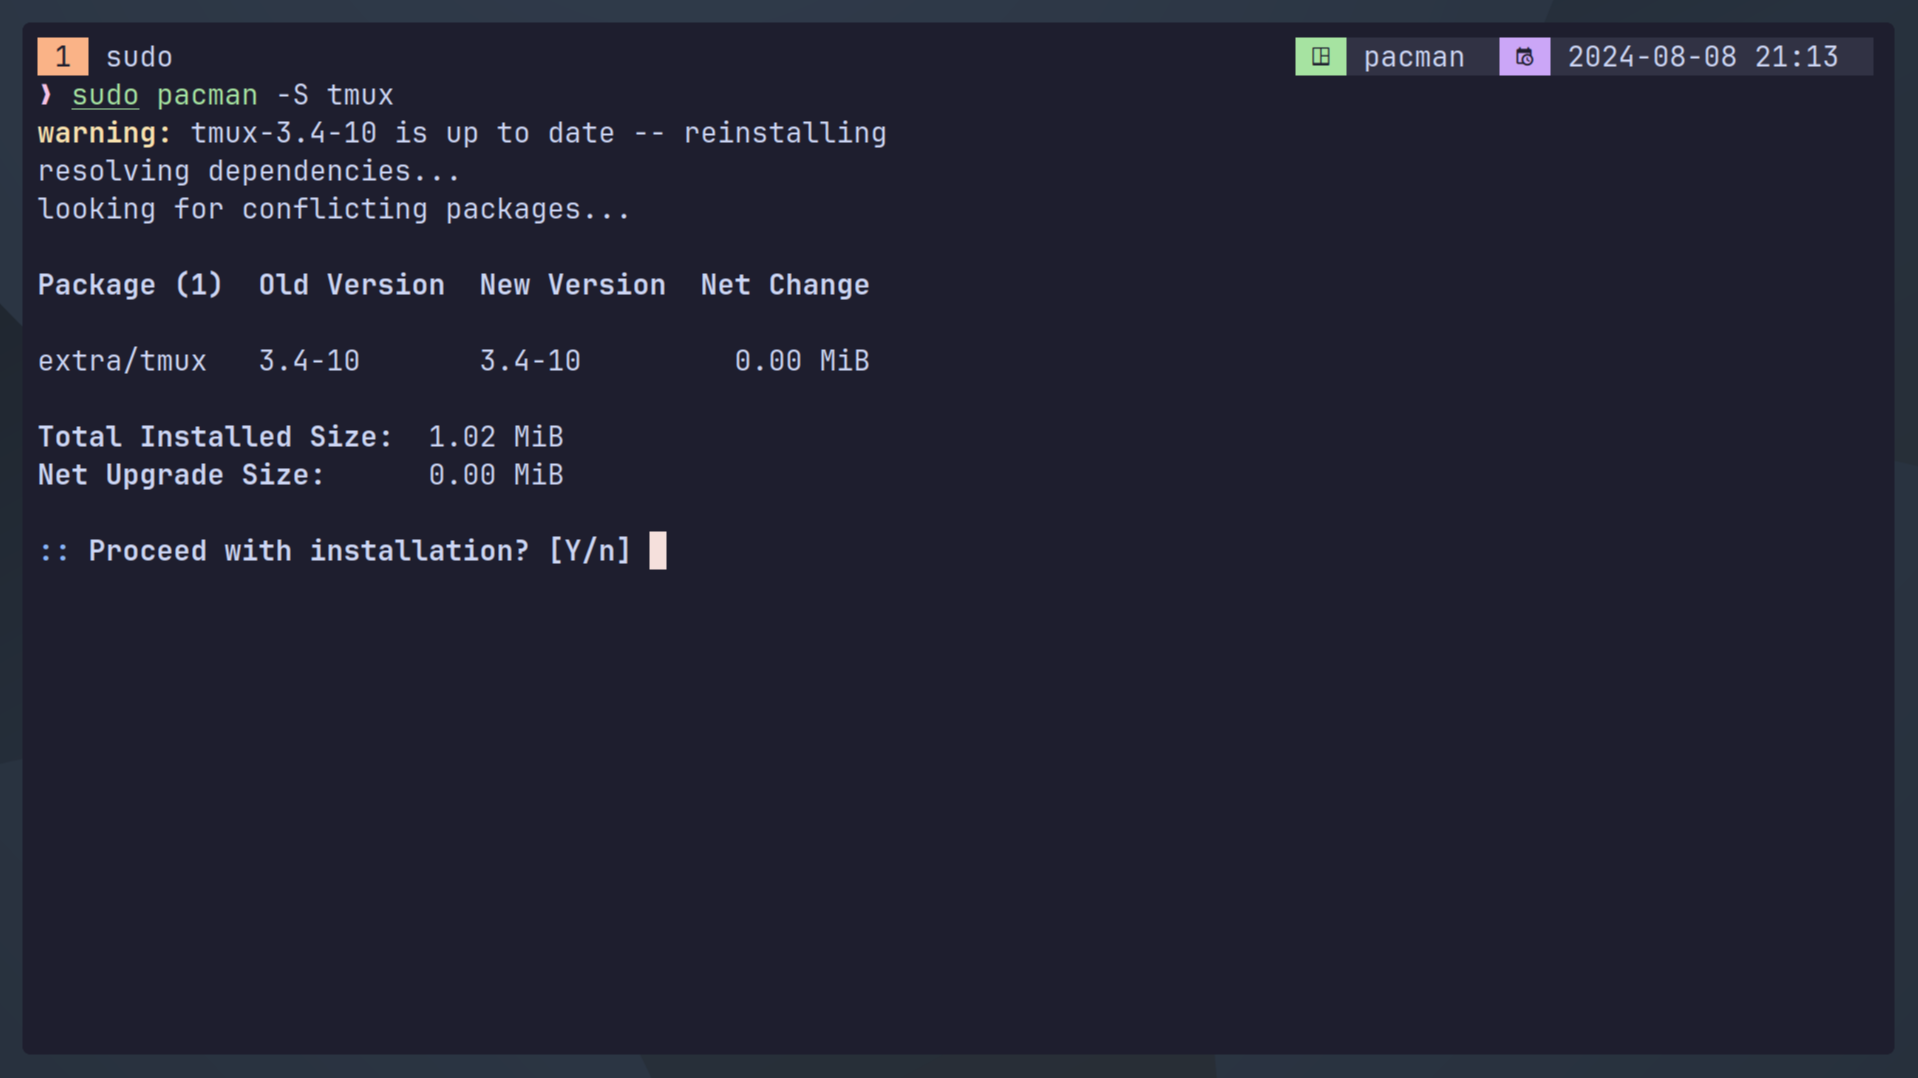 1 sudo pacman 2024-08-08 21:13
❯ sudo pacman -S tmux
warning: tmux-3.4-10 is up to date -- reinstalling
resolving dependencies...
looking for conflicting packages...
Package (1)  Old Version  New Version  Net Change
extra/tmux   3.4-10       3.4-10         0.00 MiB
Total Installed Size:  1.02 MiB
Net Upgrade Size:      0.00 MiB
:: Proceed with installation? [Y/n]